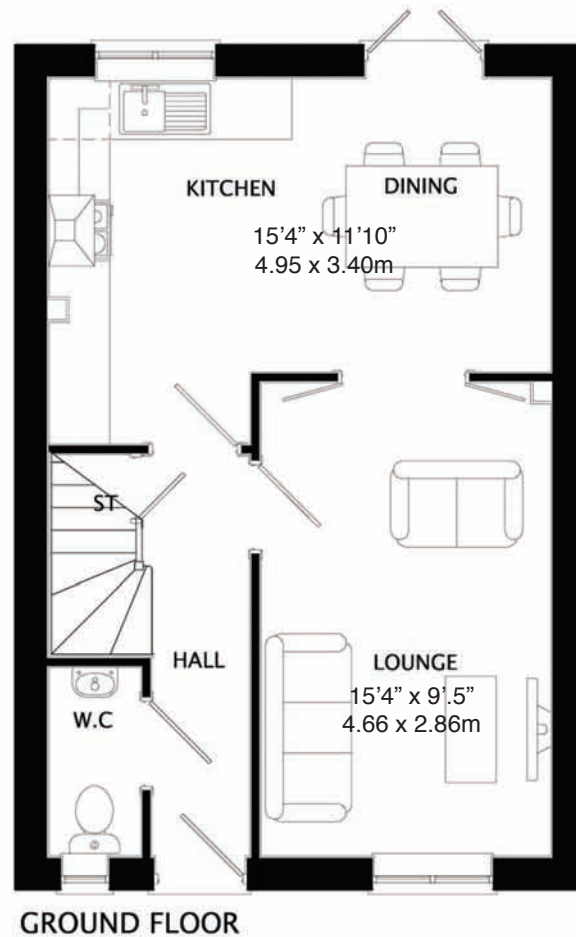 KITCHEN
DINING
15’4” x 11’10”
4.95 x 3.40m
ST
HALL
LOUNGE
15’4” x 9’.5”
4.66 x 2.86m
W.C
GROUND FLOOR